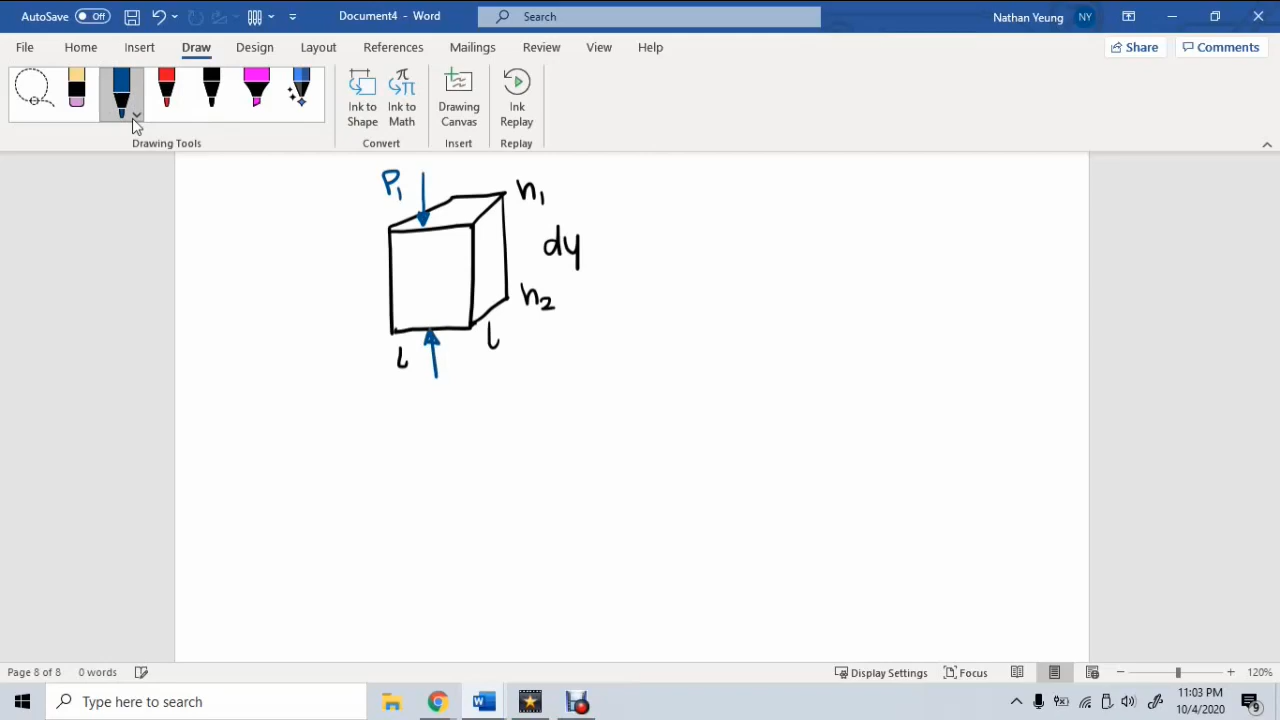 AutoSave Off Document4 - Word Search Nathan Yeung NY
File Home Insert Draw Design Layout References Mailings Review View Help Share Comments
Ink to Shape Ink to Math Drawing Canvas Ink Replay
Drawing Tools Convert Insert Replay
P1 h1
dy
h2
l l
Page 8 of 8 0 words Display Settings Focus 120%
Type here to search 11:03 PM
10/4/2020 9